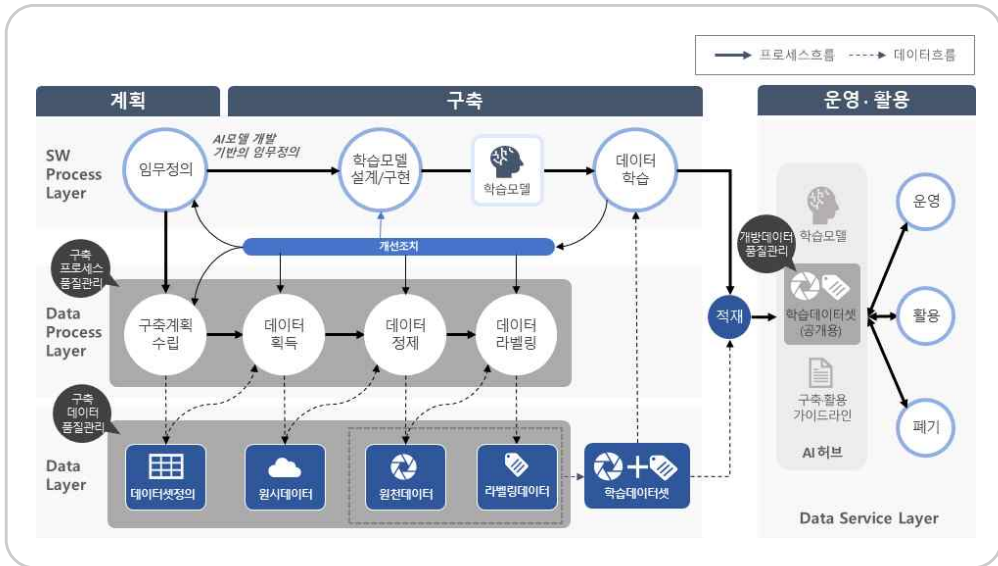 프로세스흐름
데이터흐름
계획
구축
운영·활용
SW
Process
Layer
임무정의
AI모델 개발
기반의 임무정의
학습모델
설계/구현
학습모델
데이터
학습
개선조치
구축
프로세스
품질관리
Data
Process
Layer
구축계획
수립
데이터
획득
데이터
정제
데이터
라벨링
적재
구축
데이터
품질관리
Data
Layer
데이터셋정의
원시데이터
원천데이터
라벨링데이터
학습데이터셋
개방데이터
품질관리
학습모델
학습데이터셋
(공개용)
구축·활용
가이드라인
AI 허브
운영
활용
폐기
Data Service Layer